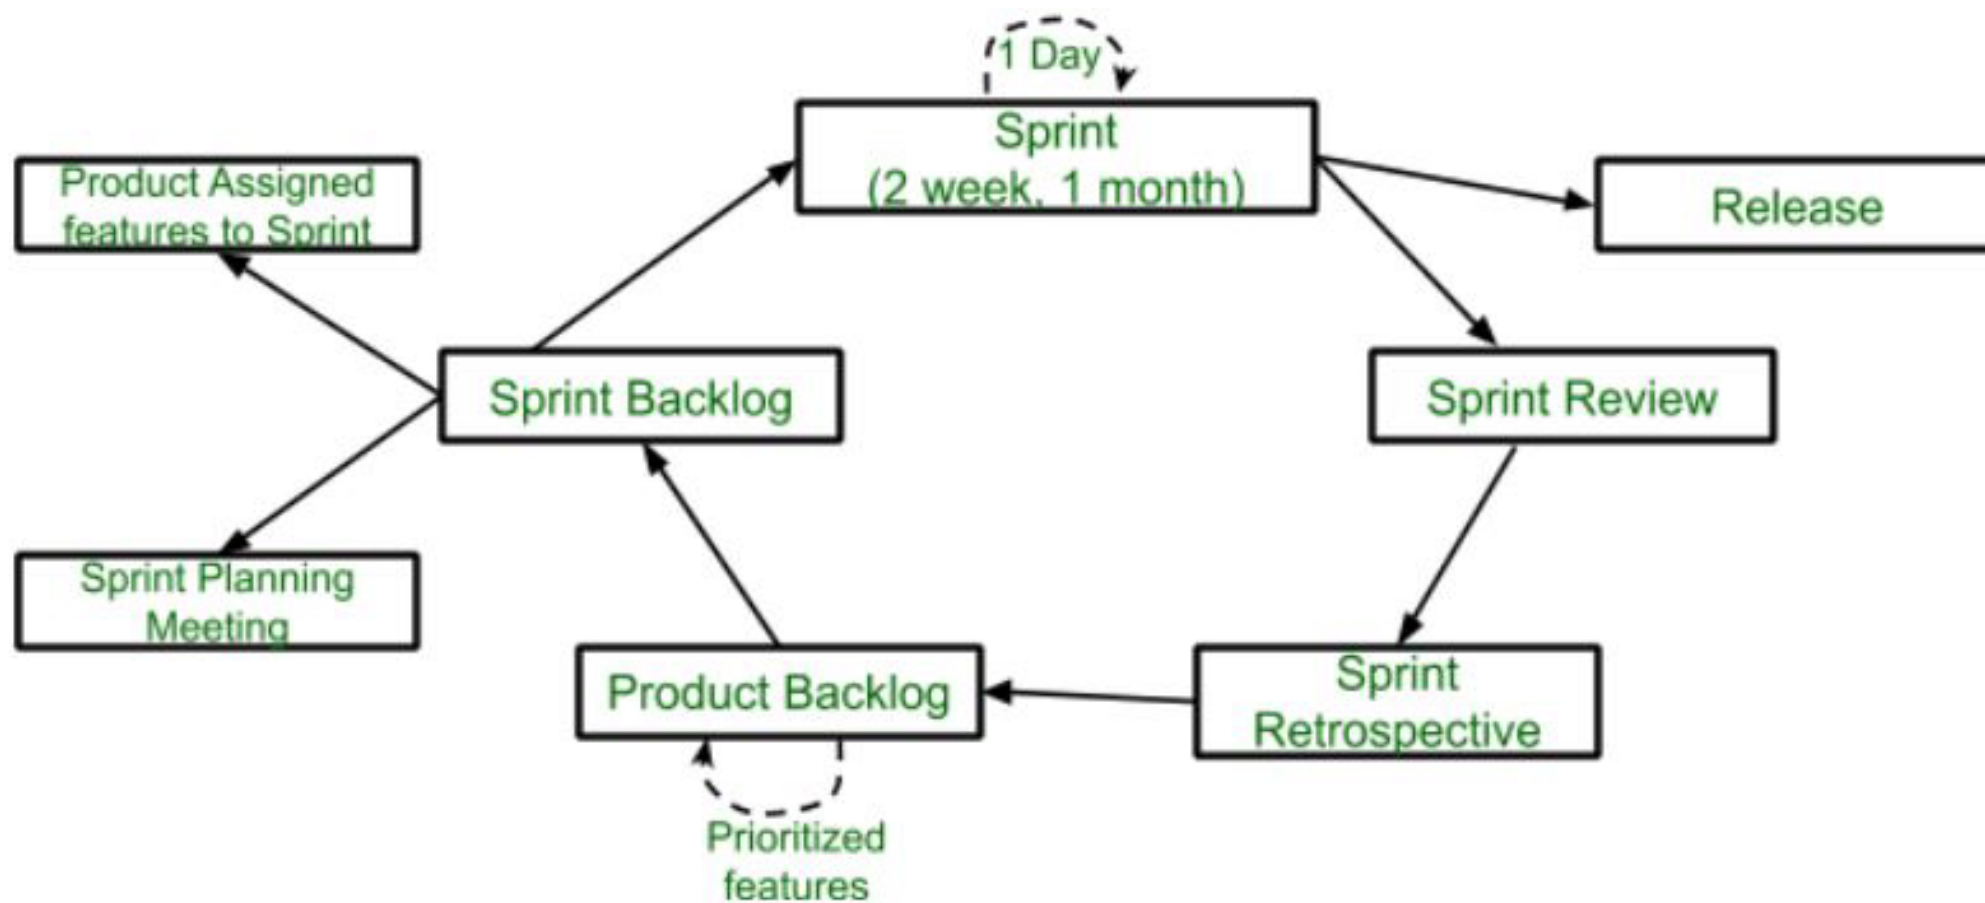 1 Day
Sprint
(2 week, 1 month)
Product Assigned
features to Sprint
Release
Sprint Backlog
Sprint Review
Sprint Planning
Meeting
Product Backlog
Sprint
Retrospective
Prioritized
features